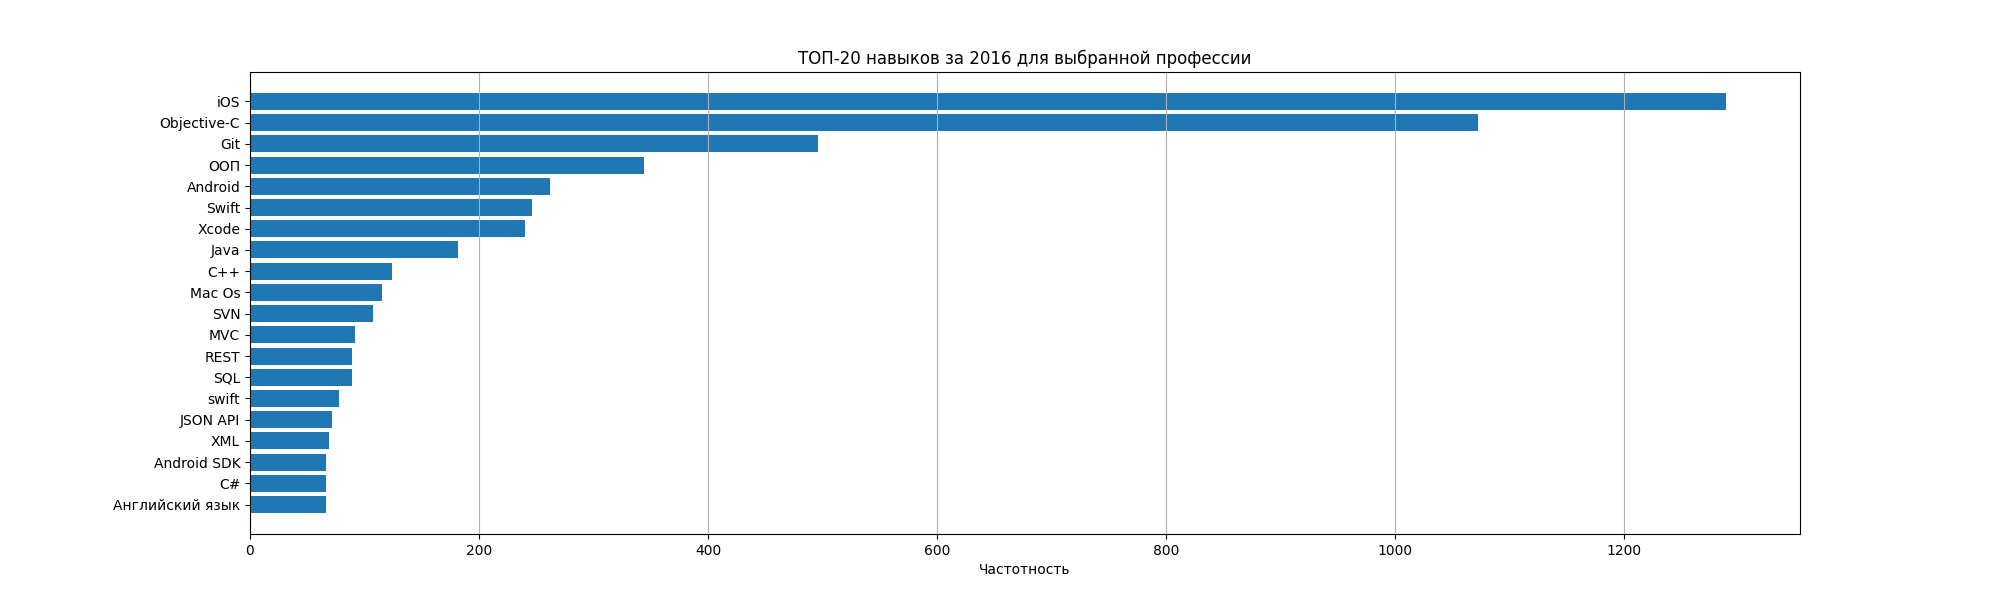 ТОП-20 навыков за 2016 для выбранной профессии
iOS
Objective-C
Git
ООП
Android
Swift
Xcode
Java
C++
Mac Os
SVN
MVC
REST
SQL
swift
JSON API
XML
Android SDK
C#
Английский язык
0 200 400 600 800 1000 1200
Частотность